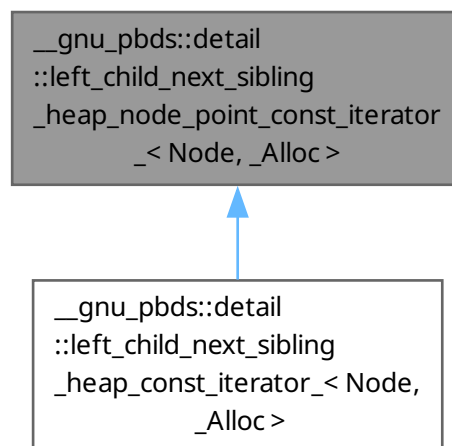 __gnu_pbds::detail
::left_child_next_sibling
_heap_node_point_const_iterator
_< Node, _Alloc >
__gnu_pbds::detail
::left_child_next_sibling
_heap_const_iterator_< Node,
_Alloc >